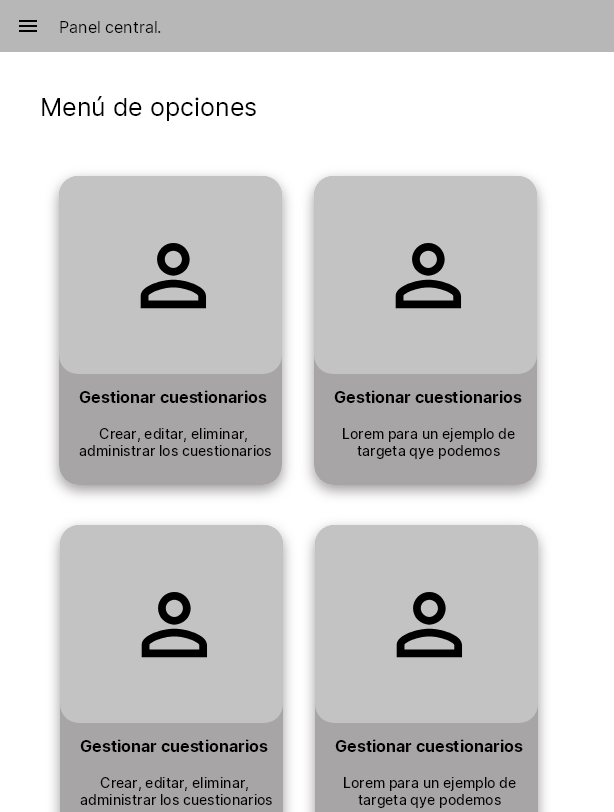 Panel central.
Menú de opciones
Gestionar cuestionarios
Crear, editar, eliminar,
administrar los cuestionarios
Gestionar cuestionarios
Lorem para un ejemplo de
targeta qye podemos
Gestionar cuestionarios
Crear, editar, eliminar,
administrar los cuestionarios
Gestionar cuestionarios
Lorem para un ejemplo de
targeta qye podemos